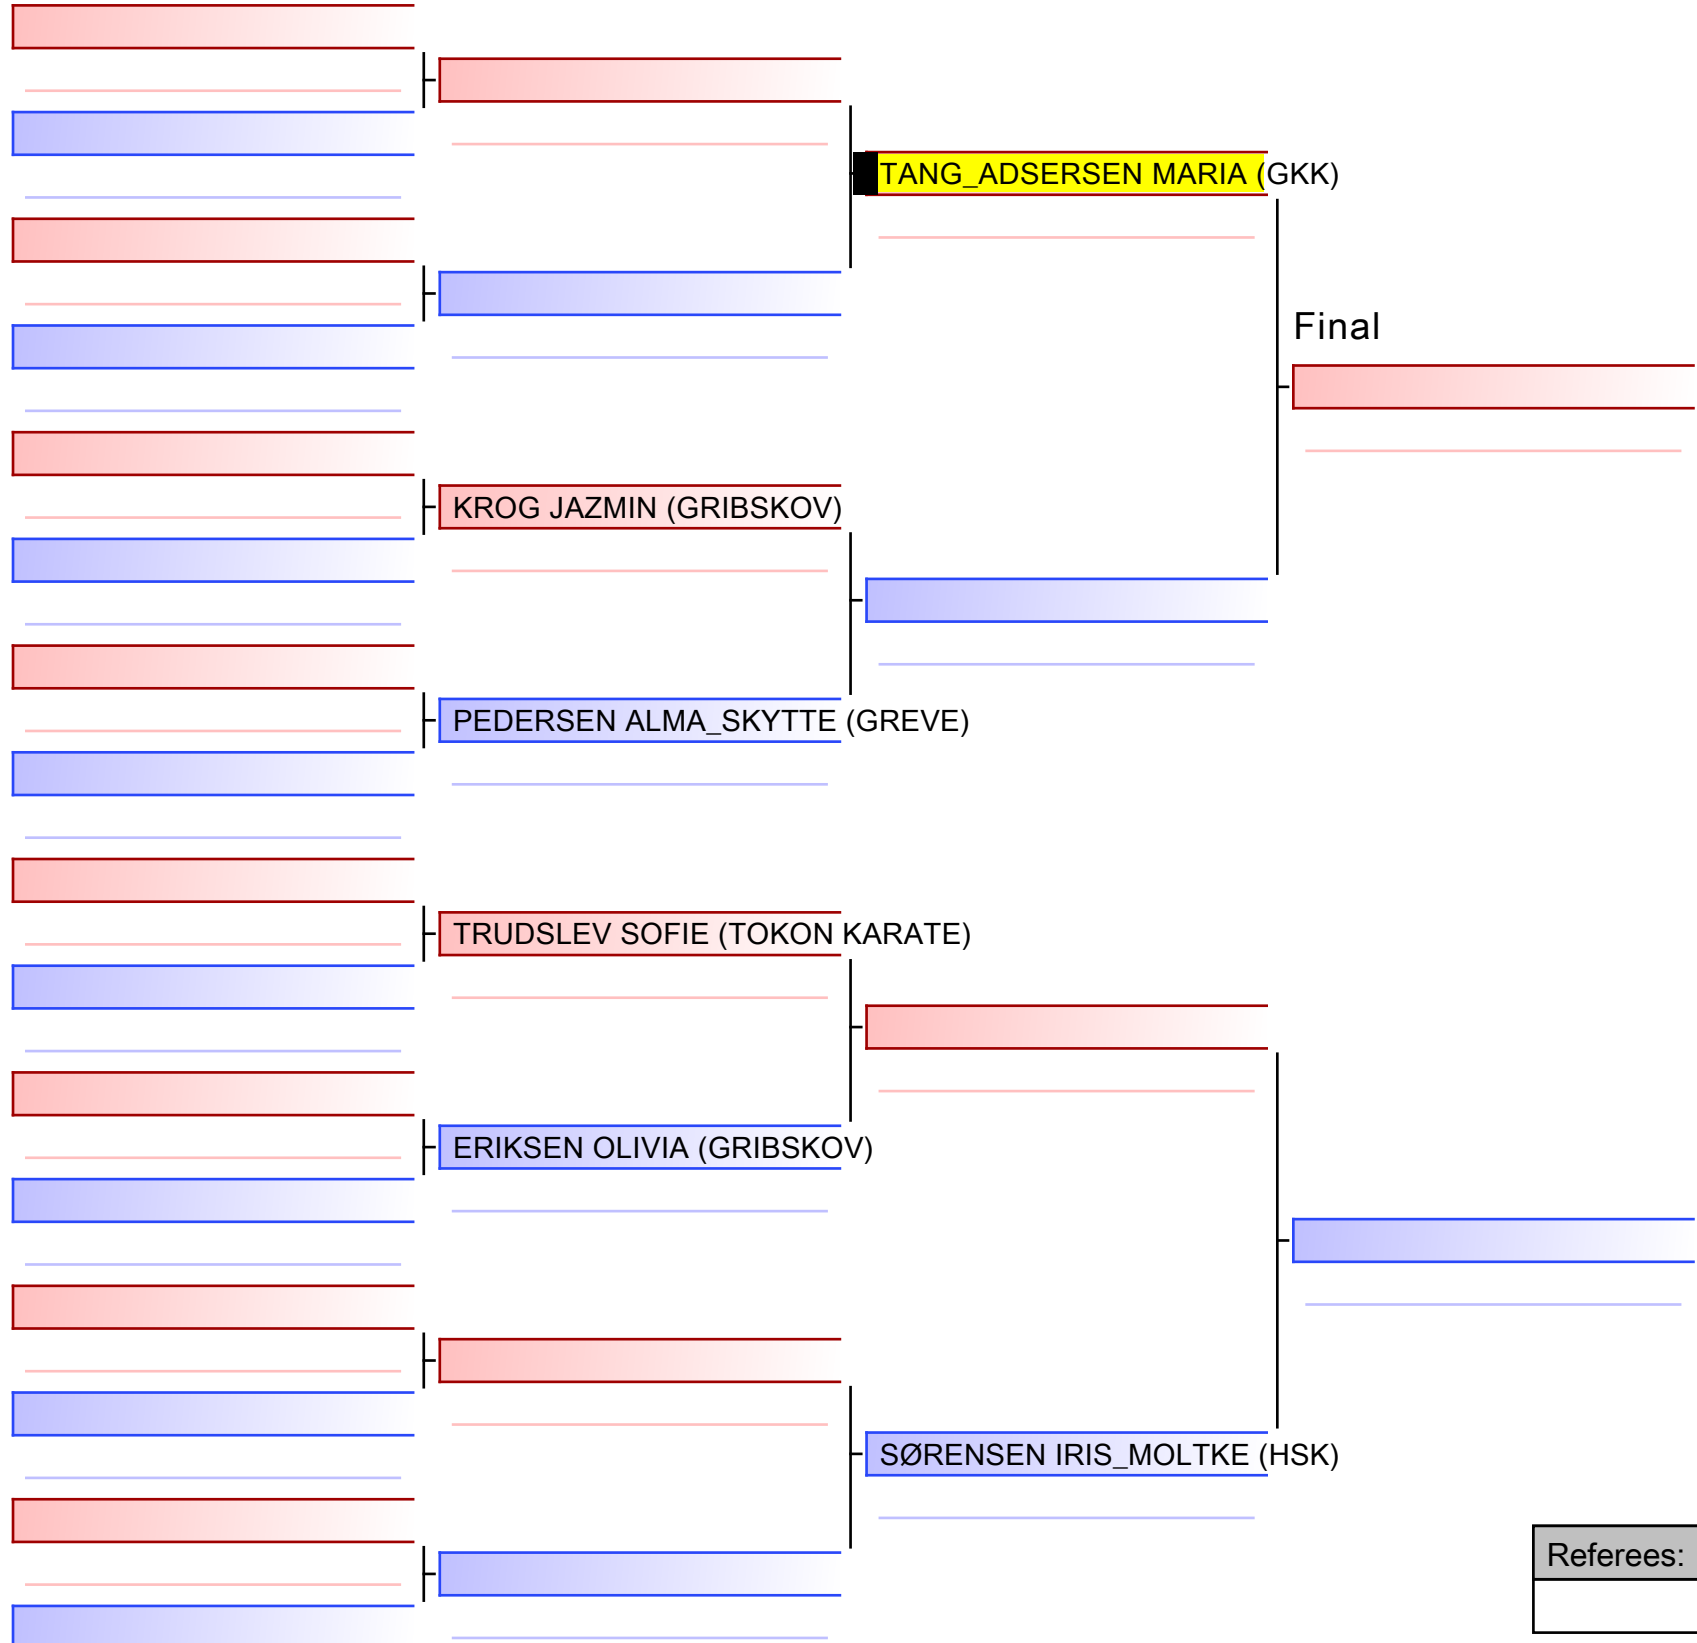 TANG_ADSERSEN MARIA (GKK)
Final
KROG JAZMIN (GRIBSKOV)
PEDERSEN ALMA_SKYTTE (GREVE)
TRUDSLEV SOFIE (TOKON KARATE)
ERIKSEN OLIVIA (GRIBSKOV)
SØRENSEN IRIS_MOLTKE (HSK)
Referees: